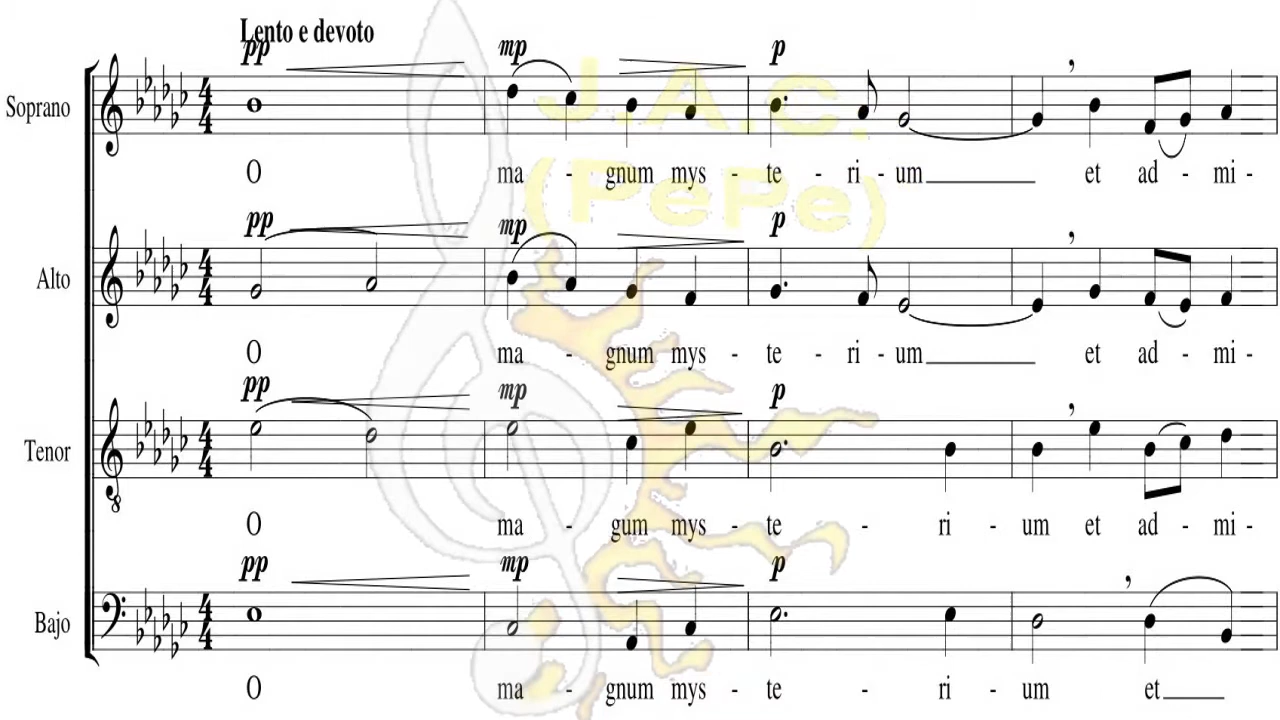 Lento e devoto
pp mp p
Soprano
O ma - gnum mys - te - ri - um et ad - mi -
J.A.C.
(PePe)
pp mp p
Alto
O ma - gnum mys - te - ri - um et ad - mi -
pp mp p
Tenor
O ma - gum mys - te - ri - um et ad - mi -
pp mp p
Bajo
O ma - gnum mys - te - ri - um et